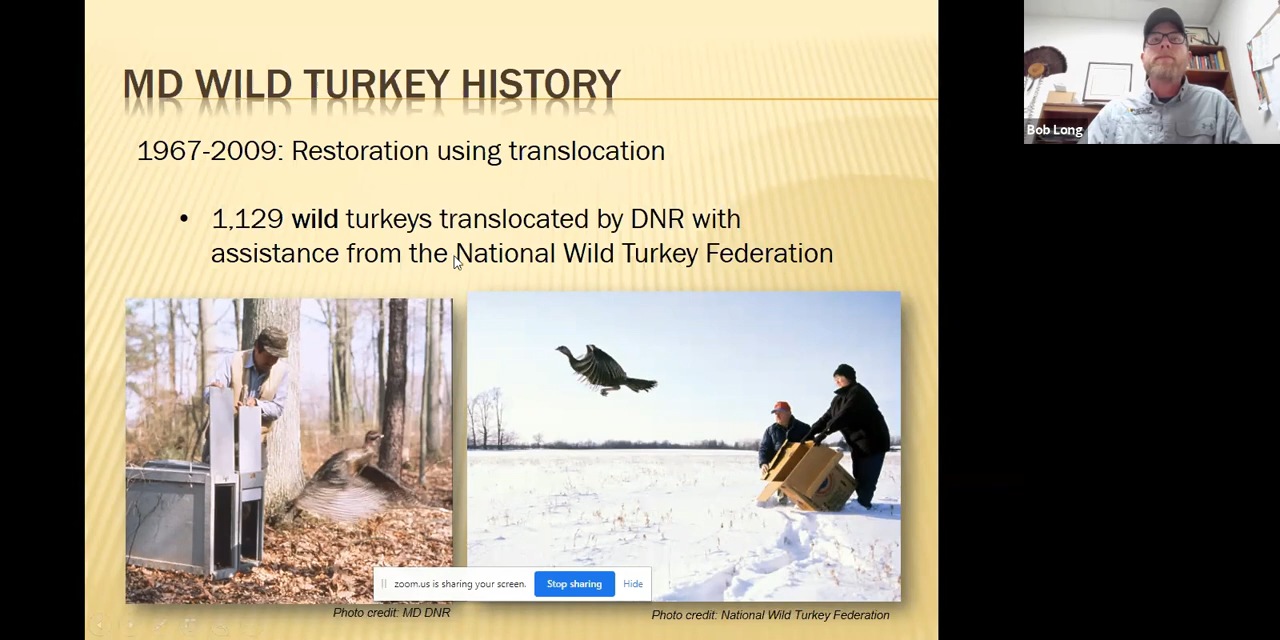 MD WILD TURKEY HISTORY
1967-2009: Restoration using translocation
• 1,129 wild turkeys translocated by DNR with
assistance from the National Wild Turkey Federation
zoom.us is sharing your screen. Stop sharing Hide
Photo credit: MD DNR
Photo credit: National Wild Turkey Federation
Bob Long